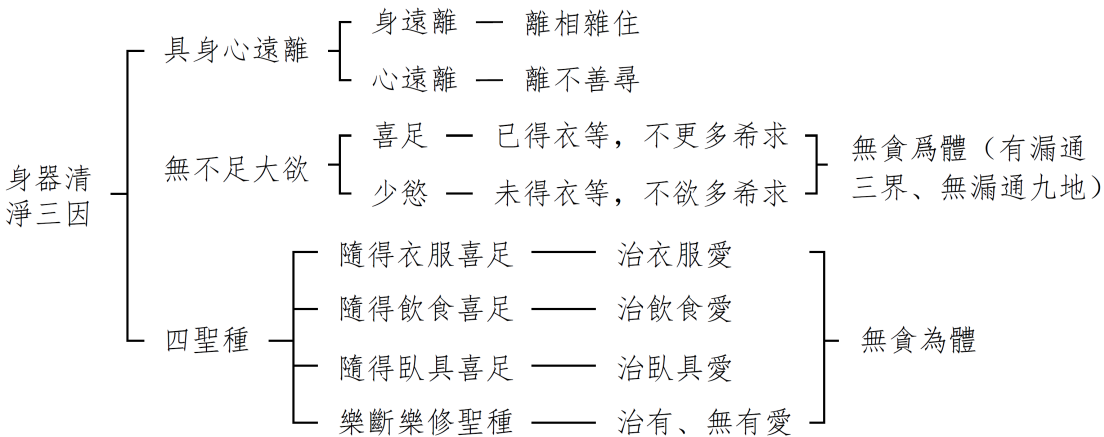 身器清
淨三因
具身心遠離
身遠離 — 離相雜住
心遠離 — 離不善尋
無不足大欲
喜足 — 已得衣等，不更多希求
少慾 — 未得衣等，不欲多希求
無貪爲體（有漏通
三界、無漏通九地）
四聖種
隨得衣服喜足 — 治衣服愛
隨得飲食喜足 — 治飲食愛
隨得臥具喜足 — 治臥具愛
樂斷樂修聖種 — 治有、無有愛
無貪為體